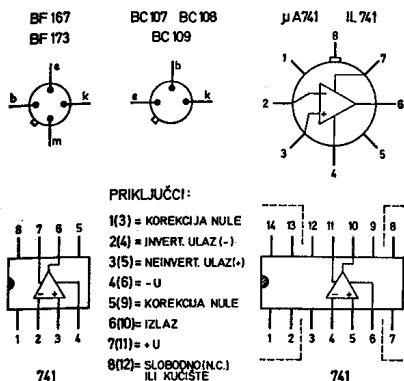 BF 167
BF 173
e
b
k
m
BC107 BC108
BC 109
b
e
k
μA741 IL741
8
1
7
2
6
3
5
4
PRIKLJUČCI:
1(3) = KOREKCIJA NULE
2(4) = INVERT. ULAZ (-)
3(5) = NEINVERT. ULAZ(+)
4(6) = -U
5(9) = KOREKCIJA NULE
6(10) = IZLAZ
7(11) = +U
8(12) = SLOBODNO(N.C.)
ILI KUĆIŠTE
8 7 6 5
1 2 3 4
741
14 13 12 11 10 9 8
1 2 3 4 5 6 7
741